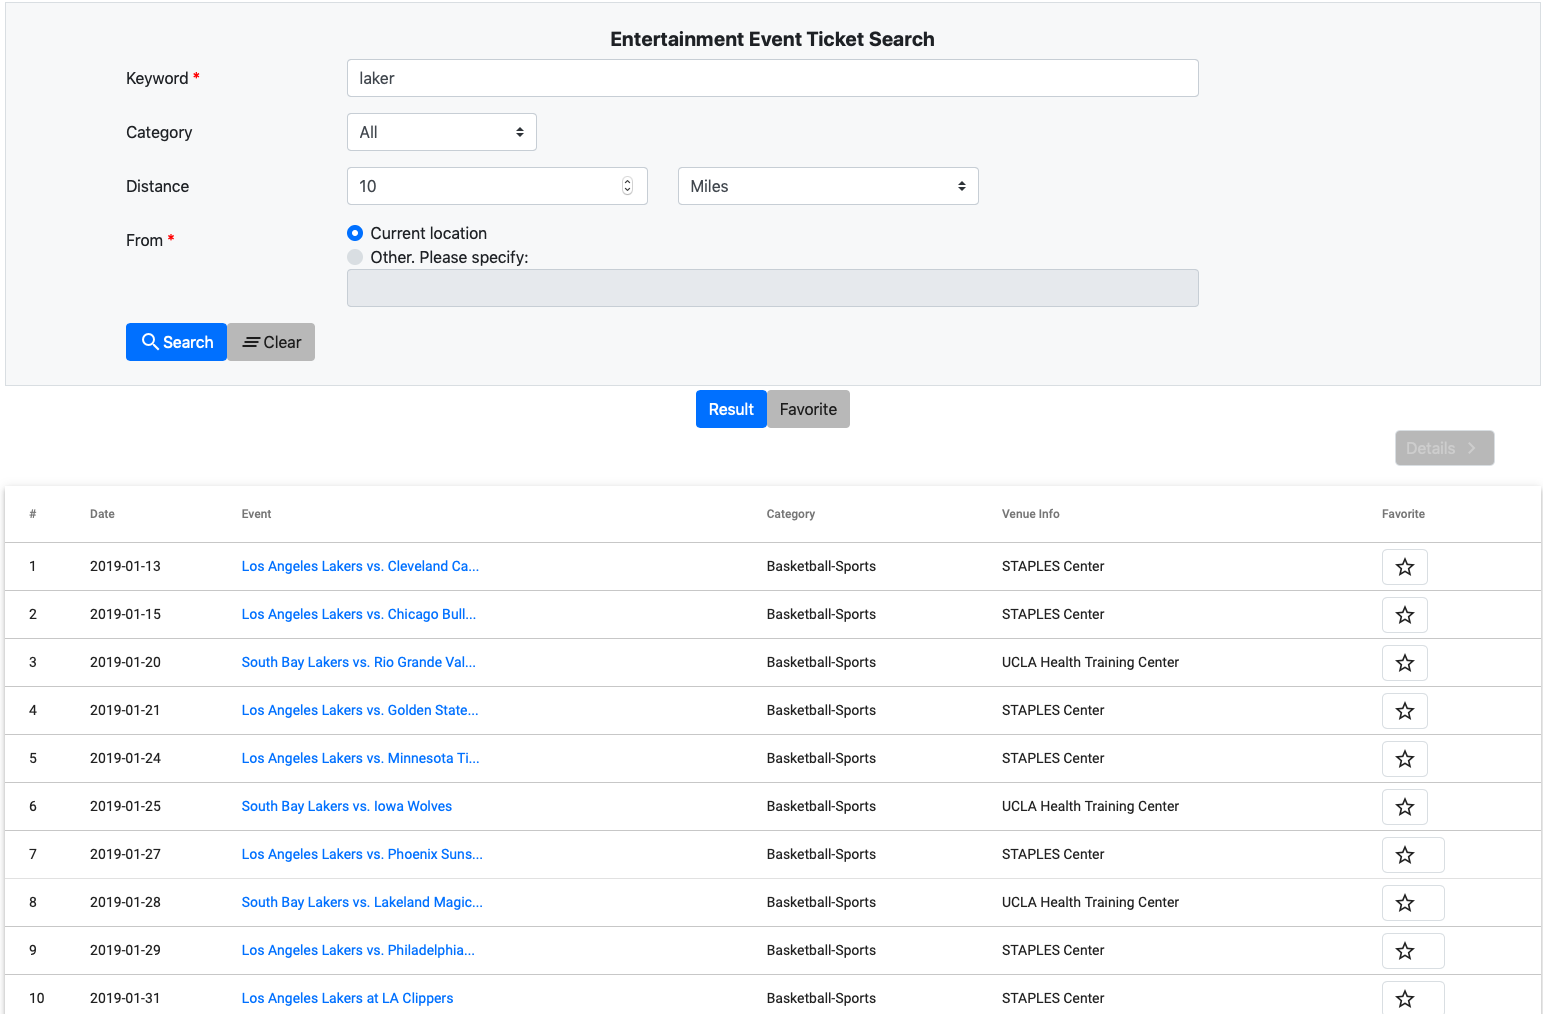 Entertainment Event Ticket Search
Keyword *
laker
Category
All
Distance
10
Miles
From *
Current location
Other. Please specify:
Search
Clear
Result
Favorite
Details
# Date Event Category Venue Info Favorite
1 2019-01-13 Los Angeles Lakers vs. Cleveland Ca... Basketball-Sports STAPLES Center
2 2019-01-15 Los Angeles Lakers vs. Chicago Bull... Basketball-Sports STAPLES Center
3 2019-01-20 South Bay Lakers vs. Rio Grande Val... Basketball-Sports UCLA Health Training Center
4 2019-01-21 Los Angeles Lakers vs. Golden State... Basketball-Sports STAPLES Center
5 2019-01-24 Los Angeles Lakers vs. Minnesota Ti... Basketball-Sports STAPLES Center
6 2019-01-25 South Bay Lakers vs. Iowa Wolves Basketball-Sports UCLA Health Training Center
7 2019-01-27 Los Angeles Lakers vs. Phoenix Suns... Basketball-Sports STAPLES Center
8 2019-01-28 South Bay Lakers vs. Lakeland Magic... Basketball-Sports UCLA Health Training Center
9 2019-01-29 Los Angeles Lakers vs. Philadelphia... Basketball-Sports STAPLES Center
10 2019-01-31 Los Angeles Lakers at LA Clippers Basketball-Sports STAPLES Center